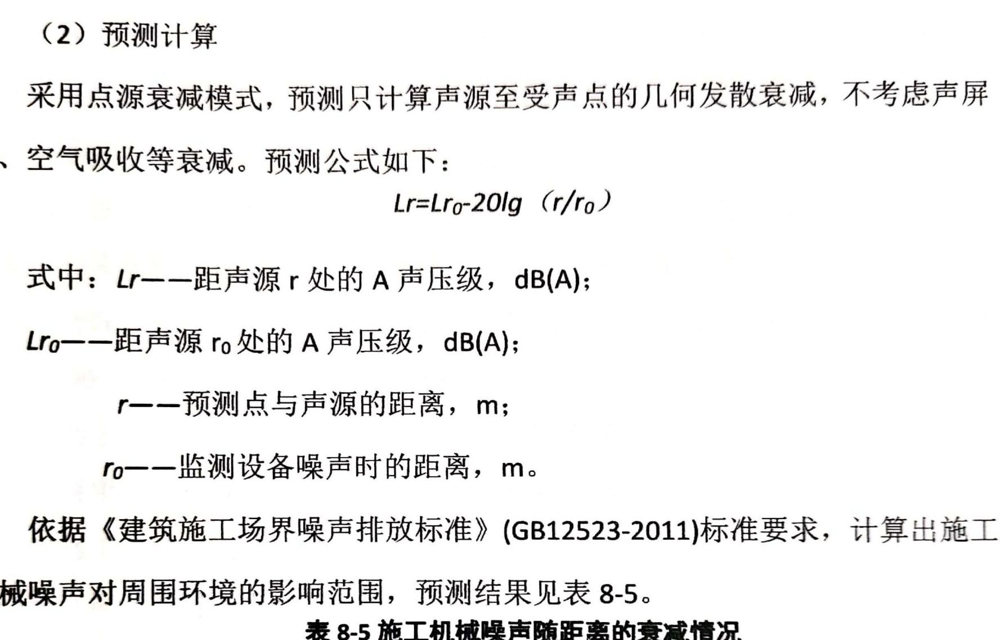 （2）预测计算
采用点源衰减模式，预测只计算声源至受声点的几何发散衰减，不考虑声屏
、空气吸收等衰减。预测公式如下：
Lr=Lr₀-20lg（r/r₀）
式中：Lr——距声源 r 处的 A 声压级，dB(A)；
Lr₀——距声源 r₀ 处的 A 声压级，dB(A)；
r——预测点与声源的距离，m；
r₀——监测设备噪声时的距离，m。
依据《建筑施工场界噪声排放标准》(GB12523-2011)标准要求，计算出施工
械噪声对周围环境的影响范围，预测结果见表 8-5。
表 8-5 施工机械噪声随距离的衰减情况